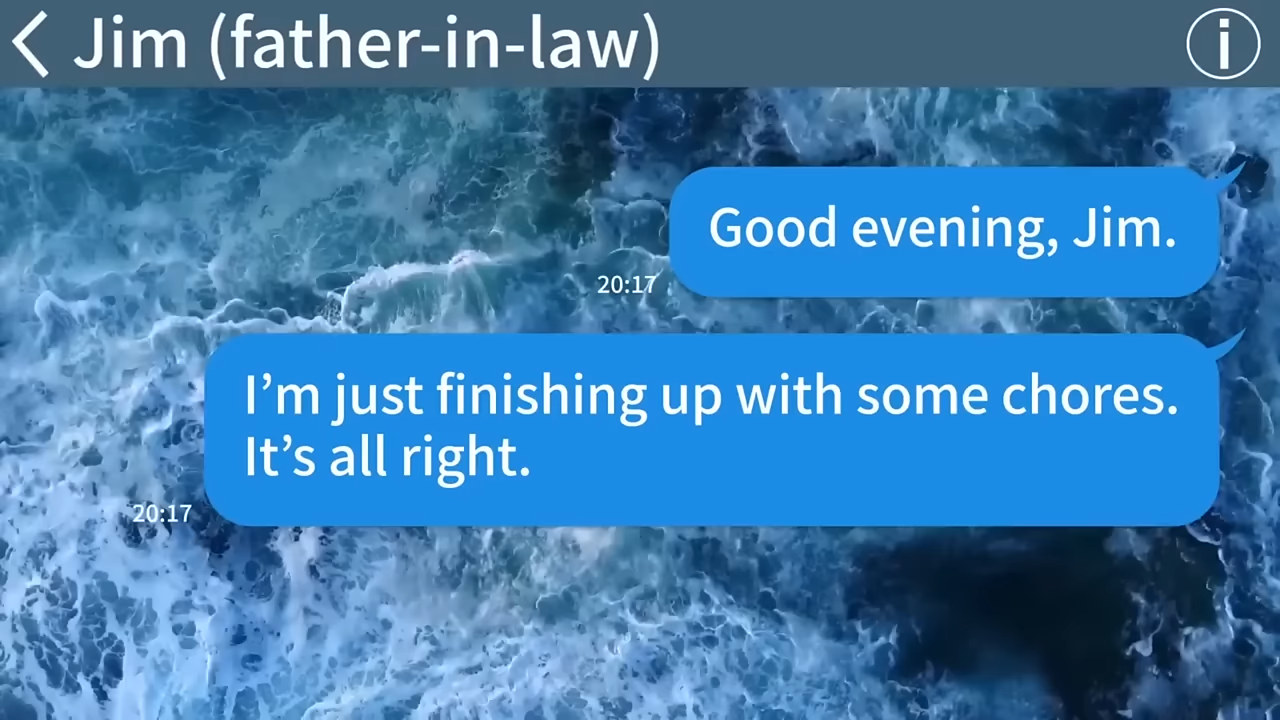 Jim (father-in-law)
Good evening, Jim.
20:17
I’m just finishing up with some chores.
It’s all right.
20:17